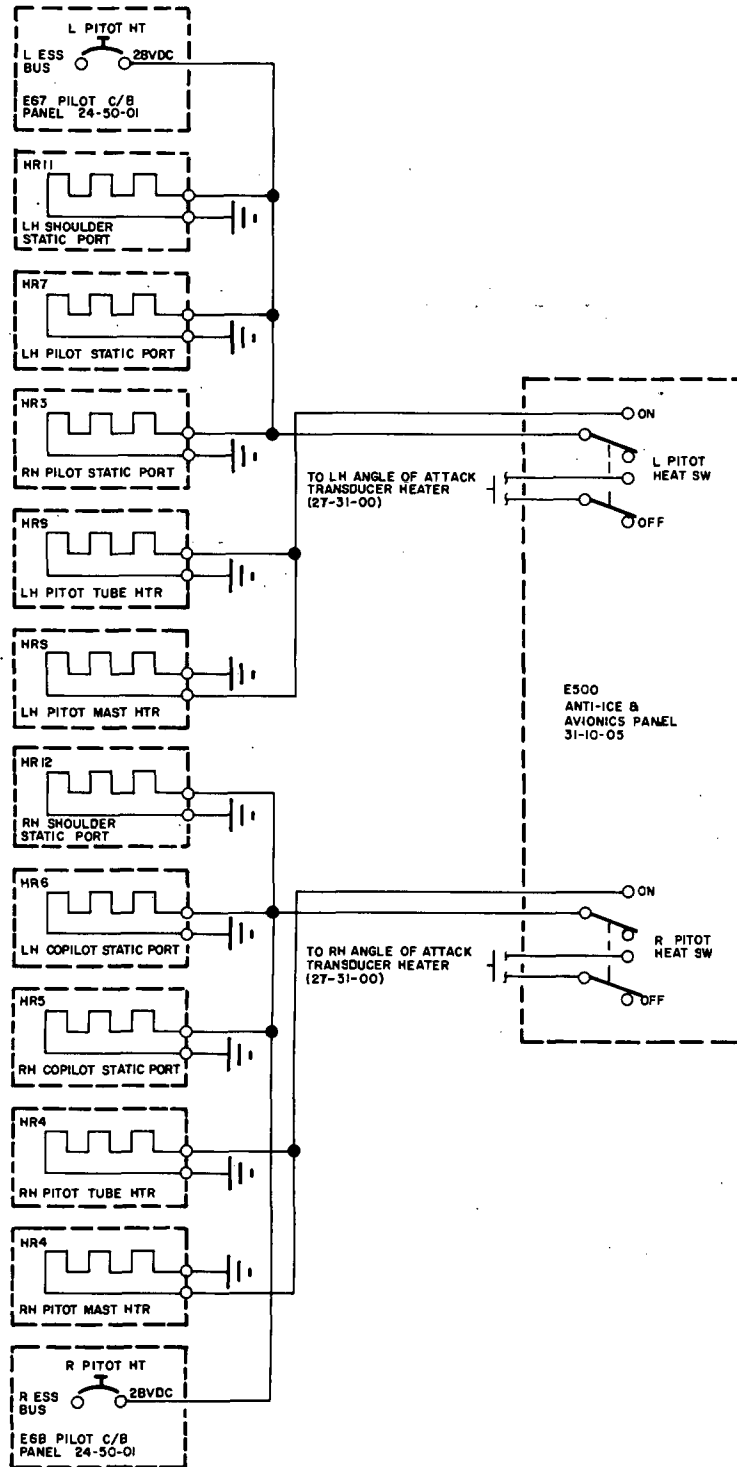 L PITOT HT
L ESS
BUS
28VDC
E67 PILOT C/B
PANEL 24-50-01
HR11
LH SHOULDER
STATIC PORT
HR7
LH PILOT STATIC PORT
HR3
RH PILOT STATIC PORT
HR9
LH PITOT TUBE HTR
HR9
LH PITOT MAST HTR
HR12
RH SHOULDER
STATIC PORT
HR6
LH COPILOT STATIC PORT
HR5
RH COPILOT STATIC PORT
HR4
RH PITOT TUBE HTR
HR4
RH PITOT MAST HTR
R PITOT HT
R ESS
BUS
28VDC
E68 PILOT C/B
PANEL 24-50-01
TO LH ANGLE OF ATTACK
TRANSDUCER HEATER
(27-31-00)
ON
L PITOT
HEAT SW
OFF
E500
ANTI-ICE &
AVIONICS PANEL
31-10-05
TO RH ANGLE OF ATTACK
TRANSDUCER HEATER
(27-31-00)
ON
R PITOT
HEAT SW
OFF